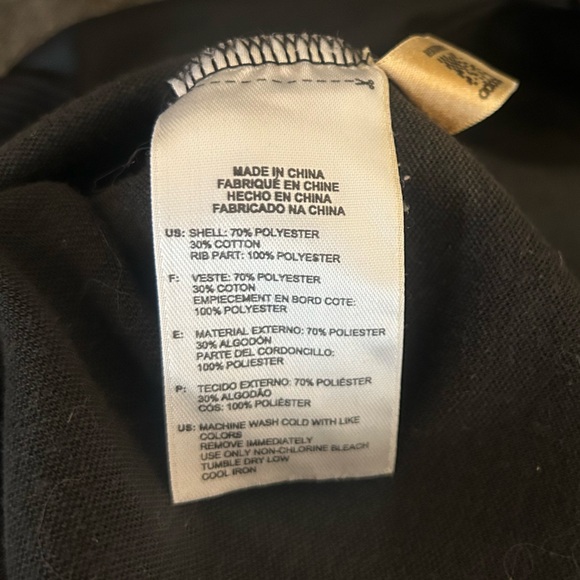 MADE IN CHINA
FABRIQUÉ EN CHINE
HECHO EN CHINA
FABRICADO NA CHINA
US: SHELL: 70% POLYESTER
30% COTTON
RIB PART: 100% POLYESTER
F: VESTE: 70% POLYESTER
30% COTON
EMPIECEMENT EN BORD COTE:
100% POLYESTER
E: MATERIAL EXTERNO: 70% POLIESTER
30% ALGODÓN
PARTE DEL CORDONCILLO:
100% POLIESTER
P: TECIDO EXTERNO: 70% POLIÉSTER
30% ALGODÃO
CÓS: 100% POLIÉSTER
US: MACHINE WASH COLD WITH LIKE
COLORS
REMOVE IMMEDIATELY
USE ONLY NON-CHLORINE BLEACH
TUMBLE DRY LOW
COOL IRON